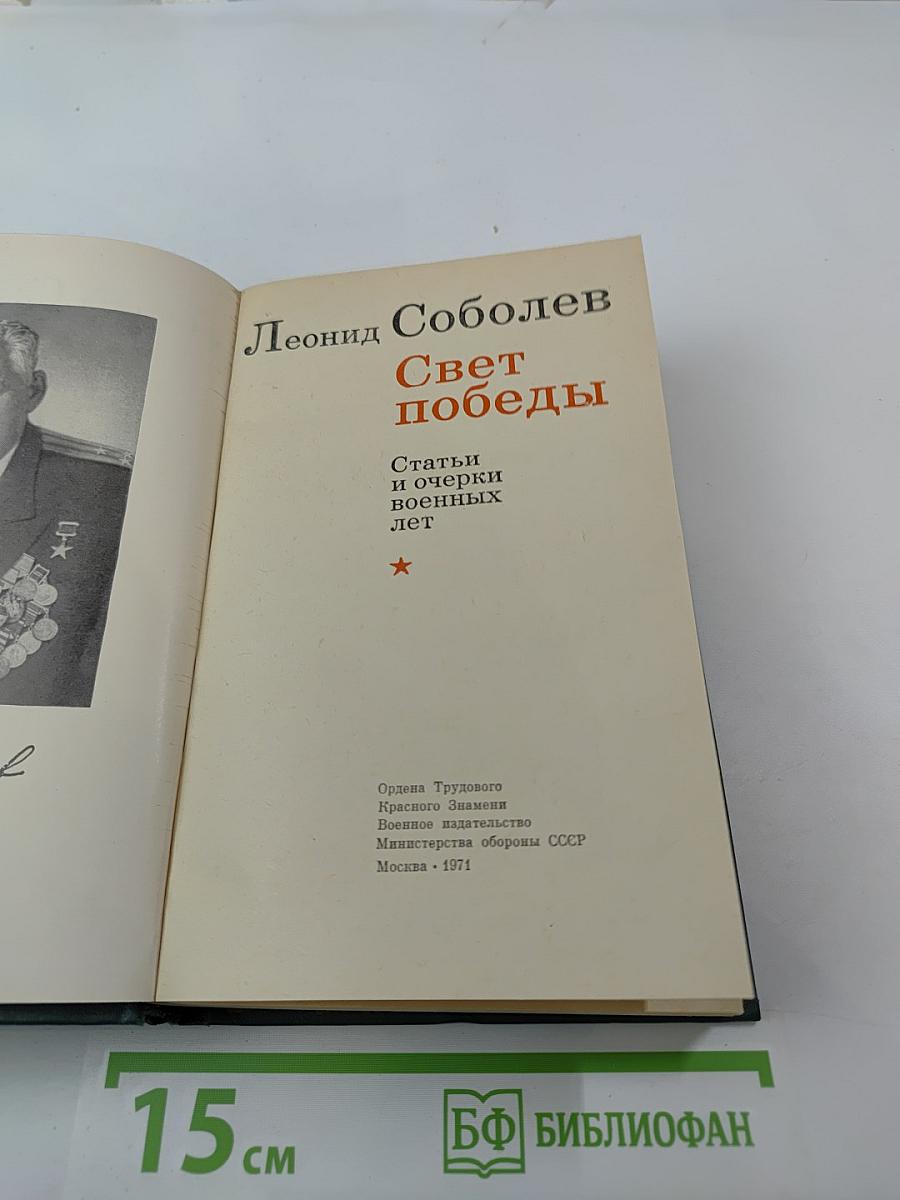 Леонид Соболев
Свет
победы
Статьи
и очерки
военных
лет
Ордена Трудового
Красного Знамени
Военное издательство
Министерства обороны СССР
Москва • 1971
15 см
БФ БИБЛИОФАН